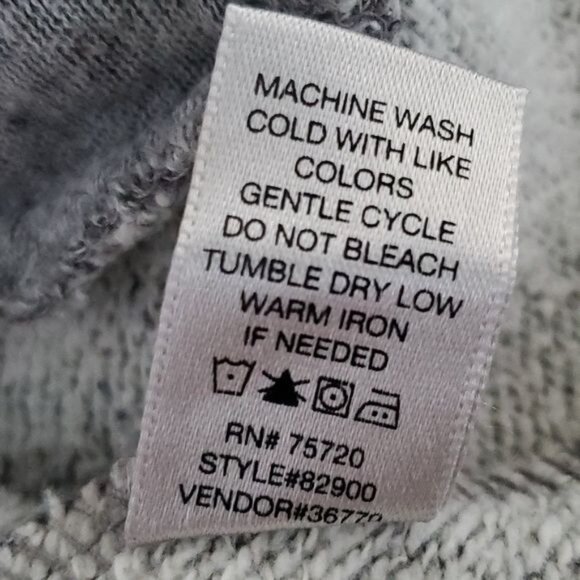 MACHINE WASH
COLD WITH LIKE
COLORS
GENTLE CYCLE
DO NOT BLEACH
TUMBLE DRY LOW
WARM IRON
IF NEEDED
RN# 75720
STYLE#82900
VENDOR#36770